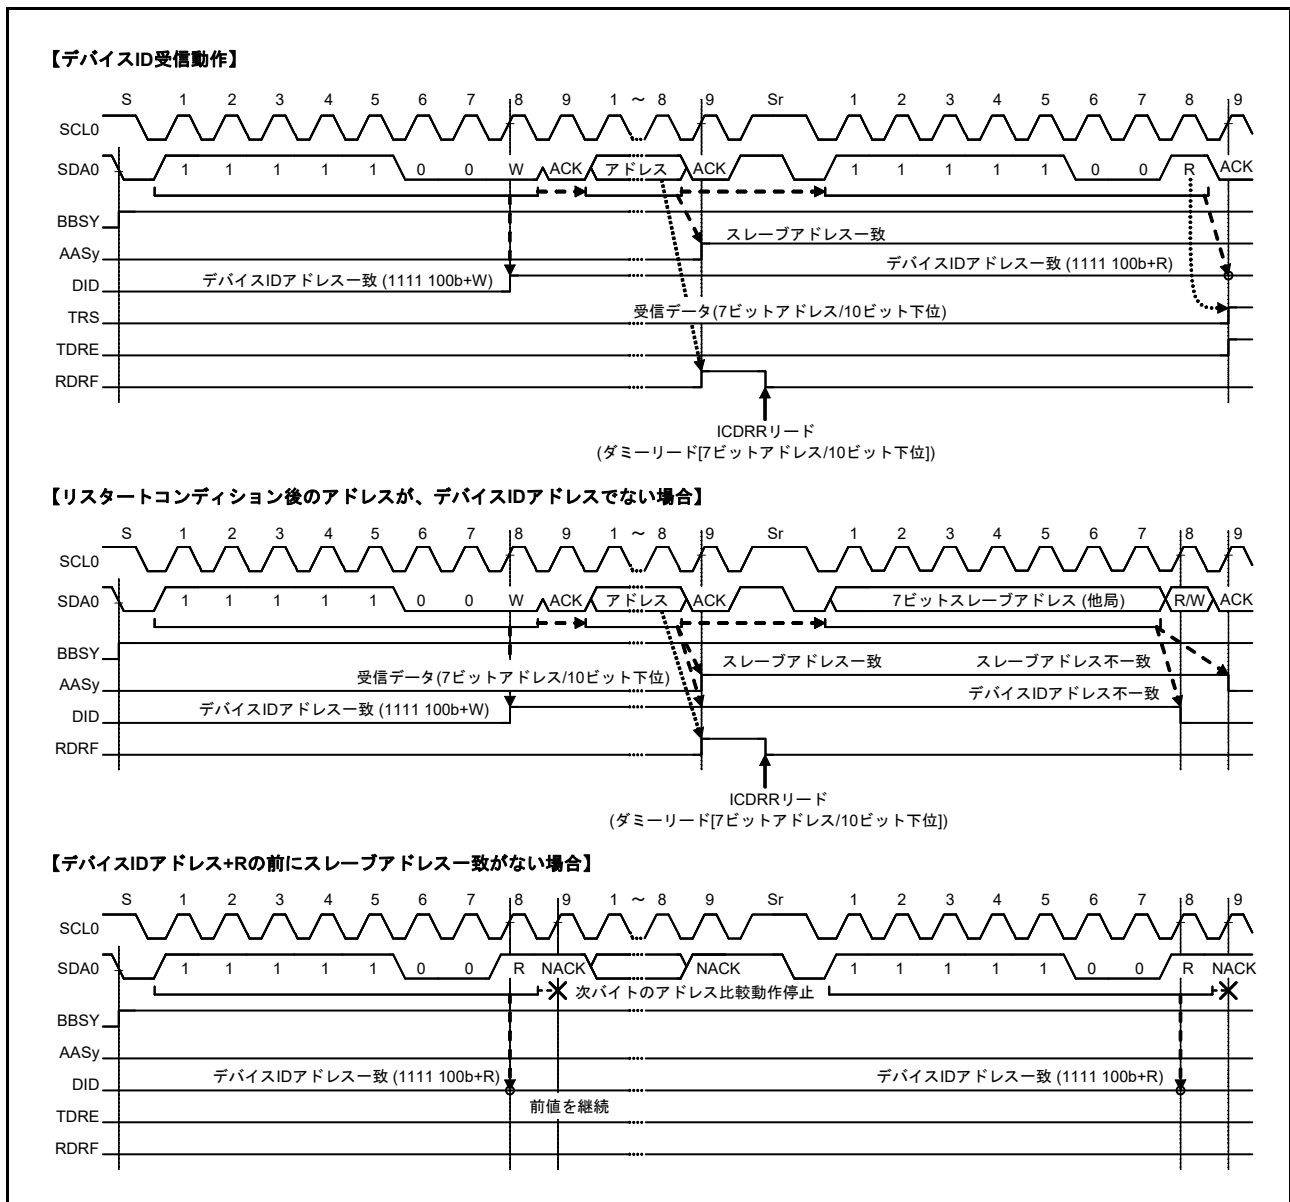 【デバイスID受信動作】
S 1 2 3 4 5 6 7 8 9 1 ～ 8 9 Sr 1 2 3 4 5 6 7 8 9
SCL0
SDA0 1 1 1 1 1 0 0 W ACK アドレス ACK 1 1 1 1 1 0 0 R ACK
BBSY
スレーブアドレス一致
AASy
デバイスIDアドレス一致 (1111 100b+W) デバイスIDアドレス一致 (1111 100b+R)
DID
受信データ(7ビットアドレス/10ビット下位)
TRS
TDRE
RDRF
ICDRRリード
(ダミーリード[7ビットアドレス/10ビット下位])
【リスタートコンディション後のアドレスが、デバイスIDアドレスでない場合】
S 1 2 3 4 5 6 7 8 9 1 ～ 8 9 Sr 1 2 3 4 5 6 7 8 9
SCL0
SDA0 1 1 1 1 1 0 0 W ACK アドレス ACK 7ビットスレーブアドレス (他局) R/W ACK
BBSY
スレーブアドレス一致 スレーブアドレス不一致
受信データ(7ビットアドレス/10ビット下位)
AASy
デバイスIDアドレス不一致
デバイスIDアドレス一致 (1111 100b+W)
DID
RDRF
ICDRRリード
(ダミーリード[7ビットアドレス/10ビット下位])
【デバイスIDアドレス+Rの前にスレーブアドレス一致がない場合】
S 1 2 3 4 5 6 7 8 9 1 ～ 8 9 Sr 1 2 3 4 5 6 7 8 9
SCL0
SDA0 1 1 1 1 1 0 0 R NACK NACK 1 1 1 1 1 0 0 R NACK
次バイトのアドレス比較動作停止
BBSY
AASy
デバイスIDアドレス一致 (1111 100b+R) デバイスIDアドレス一致 (1111 100b+R)
DID
前値を継続
TDRE
RDRF